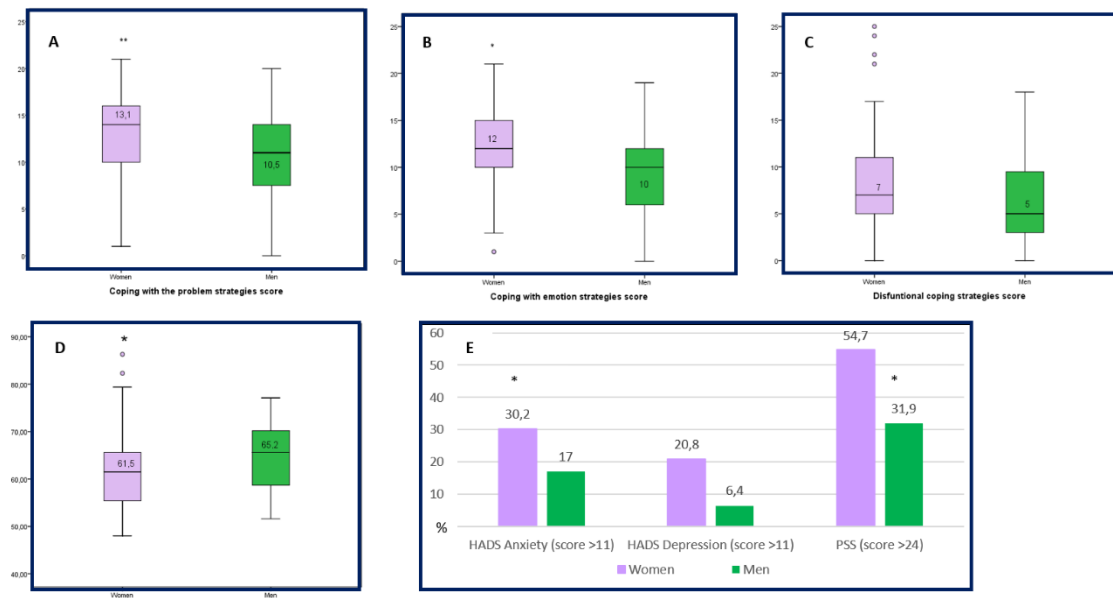 A
**
25
20
15
10
5
0
13,1
10,5
Women
Men
Coping with the problem strategies score
B
*
25
20
15
10
5
0
12
10
Women
Men
Coping with emotion strategies score
C
25
20
15
10
5
0
7
5
Women
Men
Disfuntional coping strategies score
D
*
90,00
80,00
70,00
60,00
50,00
40,00
61,5
65,2
Women
Men
E
60
50
40
30
20
10
%
*
30,2
17
20,8
6,4
54,7
*
31,9
HADS Anxiety (score >11)
HADS Depression (score >11)
PSS (score >24)
Women
Men